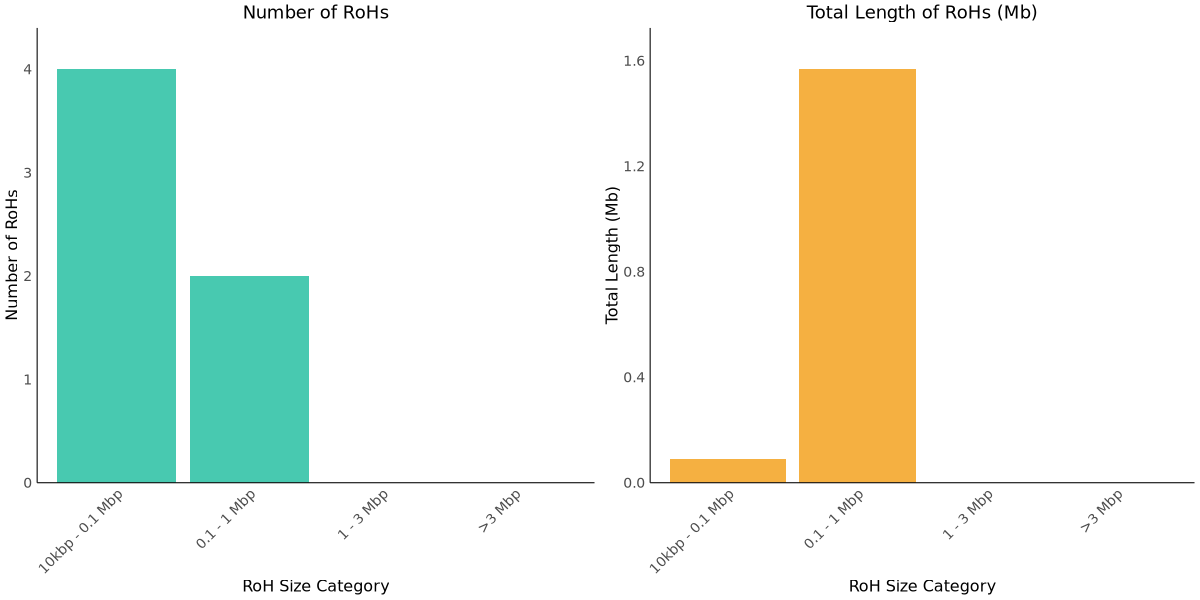 Number of RoHs
Number of RoHs
4
3
2
1
0
10kbp - 0.1 Mbp
0.1 - 1 Mbp
1 - 3 Mbp
>3 Mbp
RoH Size Category
Total Length of RoHs (Mb)
Total Length (Mb)
1.6
1.2
0.8
0.4
0.0
10kbp - 0.1 Mbp
0.1 - 1 Mbp
1 - 3 Mbp
>3 Mbp
RoH Size Category